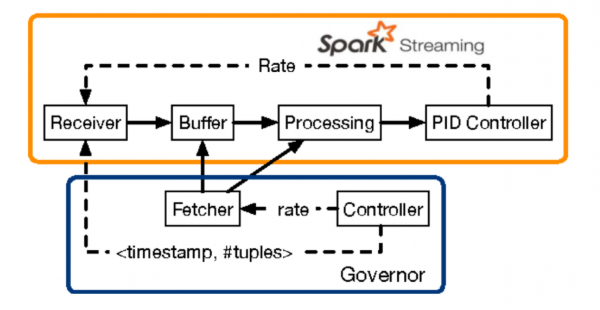 Spark Streaming
Rate
Receiver Buffer Processing PID Controller
Fetcher rate Controller
<timestamp, #tuples>
Governor